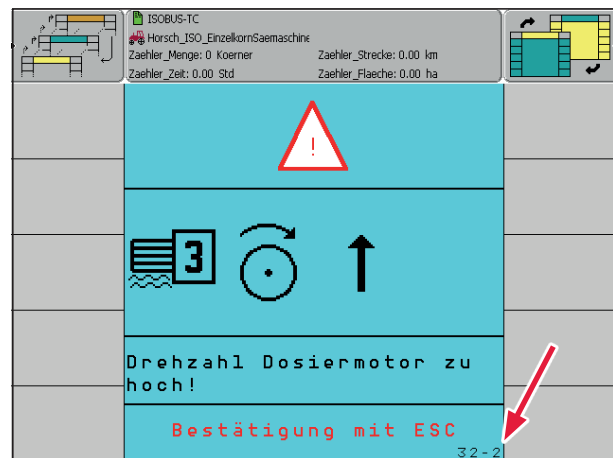 ISOBUS-TC
Horsch_ISO_EinzelkornSaemaschine
Zaehler_Menge: 0 Koerner Zaehler_Strecke: 0.00 km
Zaehler_Zeit: 0.00 Std Zaehler_Flaeche: 0.00 ha
!
3
Drehzahl Dosiermotor zu
hoch!
Bestätigung mit ESC
32-2